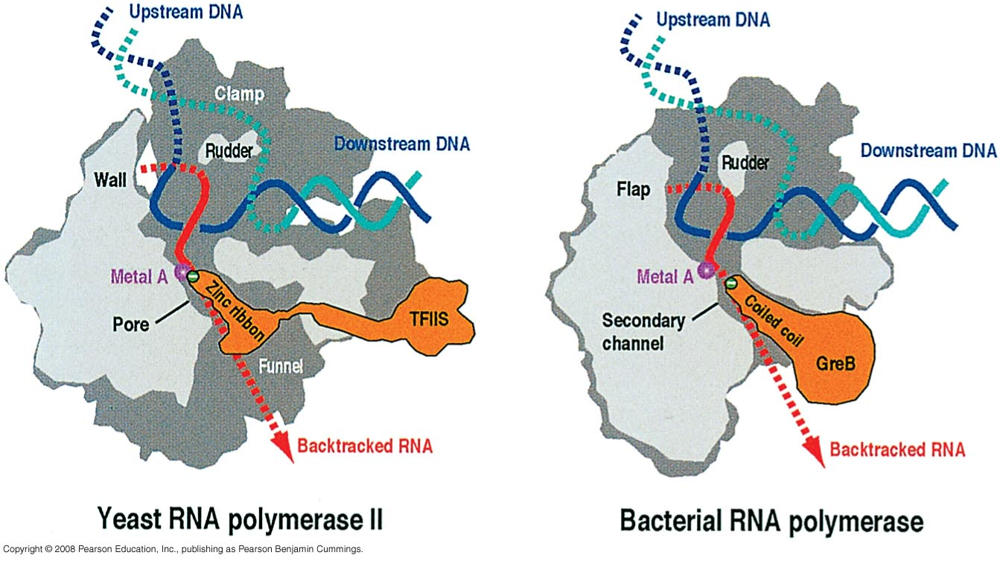 Upstream DNA
Clamp
Rudder
Downstream DNA
Wall
Metal A
Zinc ribbon
Pore
TFIIS
Funnel
Backtracked RNA
Yeast RNA polymerase II
Upstream DNA
Rudder
Downstream DNA
Flap
Metal A
Secondary
channel
Coiled coil
GreB
Backtracked RNA
Bacterial RNA polymerase
Copyright © 2008 Pearson Education, Inc., publishing as Pearson Benjamin Cummings.